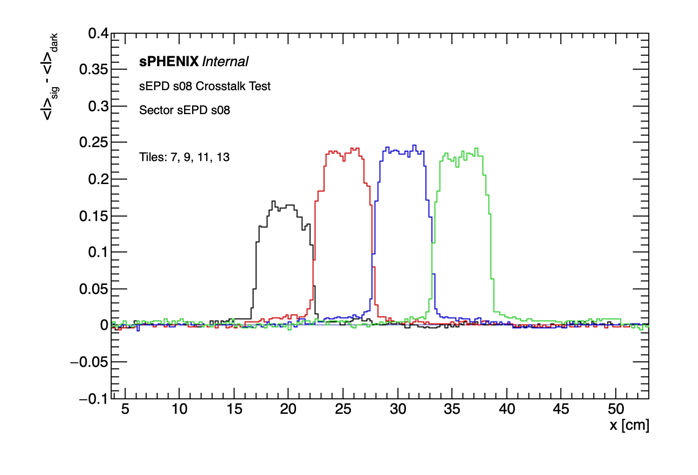 <I>sig - <I>dark
0.4
0.35
0.3
0.25
0.2
0.15
0.1
0.05
0
−0.05
−0.1
sPHENIX Internal
sEPD s08 Crosstalk Test
Sector sEPD s08
Tiles: 7, 9, 11, 13
5 10 15 20 25 30 35 40 45 50
x [cm]